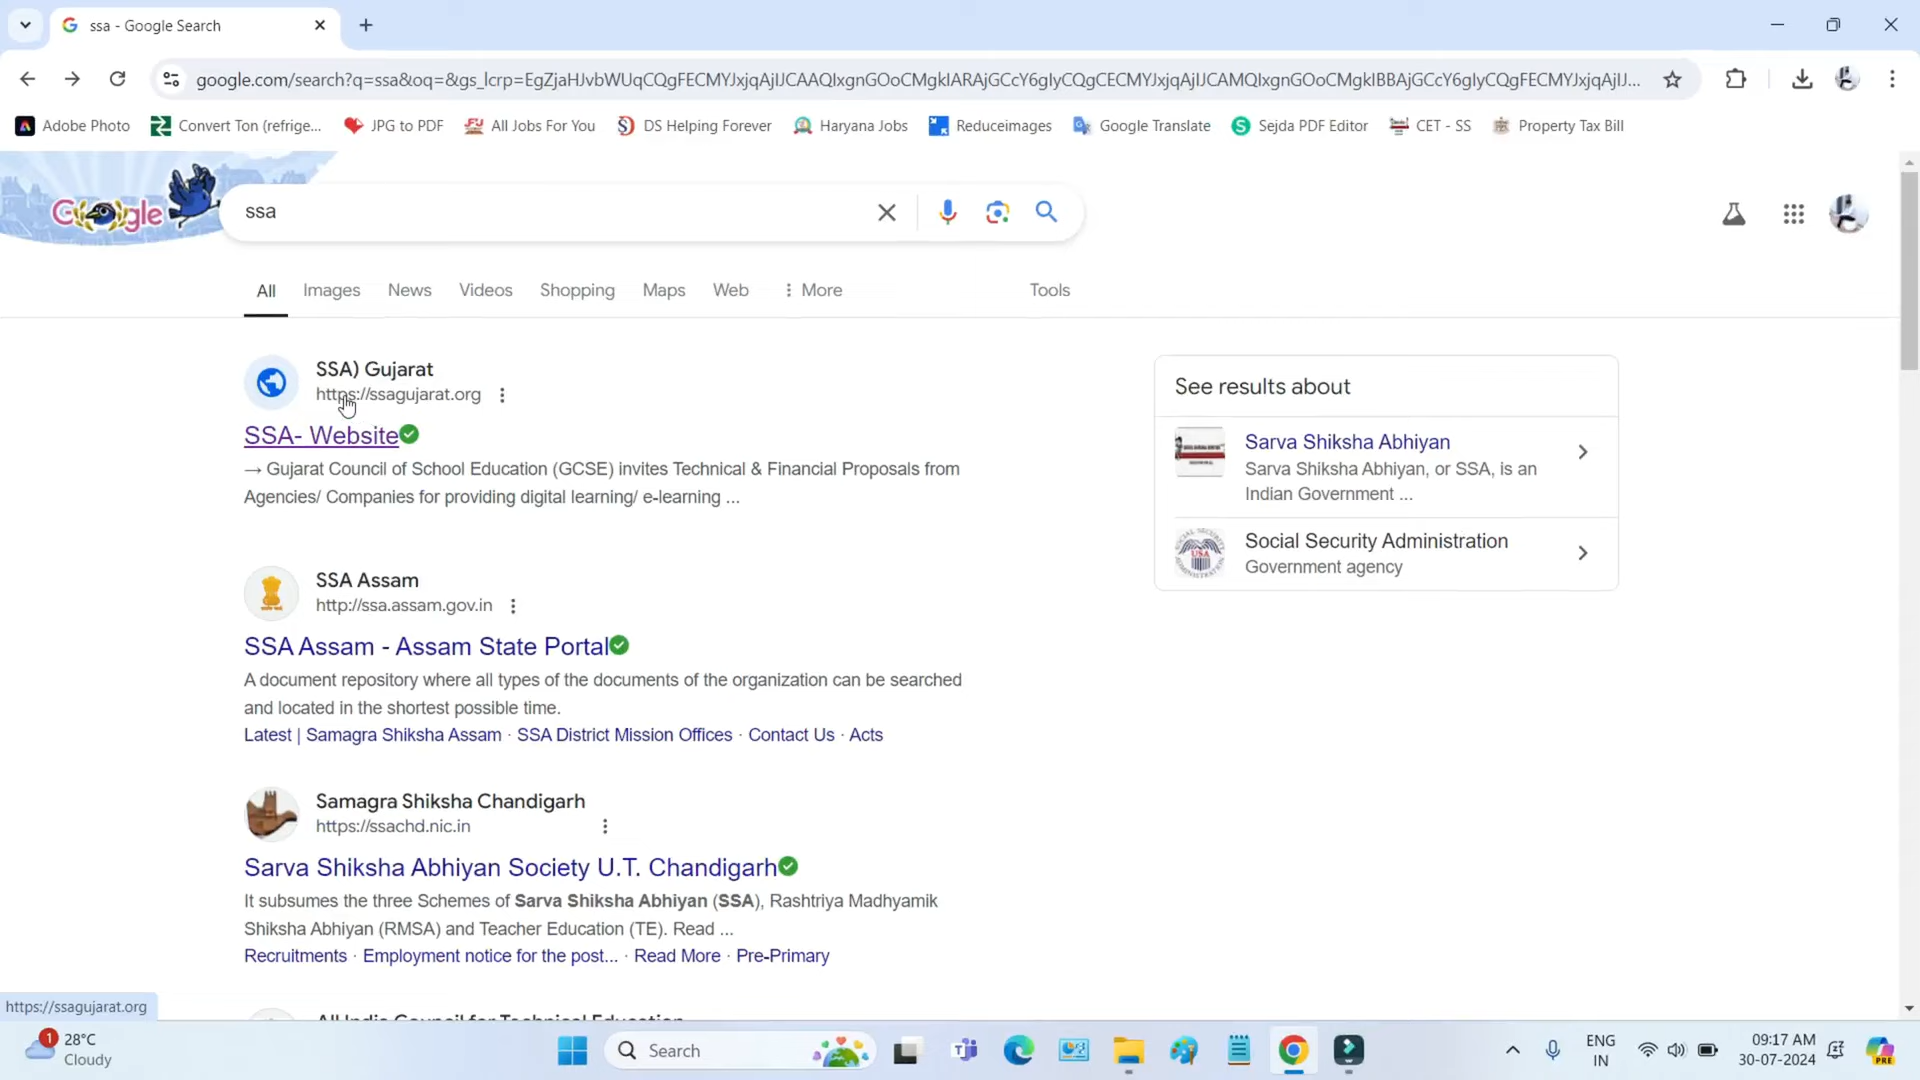 ssa - Google Search
google.com/search?q=ssa&oq=&gs_lcrp=EgZjaHJvbWUqCQgFECMYJxjqAjIJCAAQIxgnGOoCMgkIARAjGCcY6gIyCQgCECMYJxjqAjIJCAMQIxgnGOoCMgkIBBAjGCcY6gIyCQgFECMYJxjqAjIJ...
Adobe Photo Convert Ton (refrige... JPG to PDF All Jobs For You DS Helping Forever Haryana Jobs Reduceimages Google Translate Sejda PDF Editor CET - SS Property Tax Bill
Google ssa
All Images News Videos Shopping Maps Web More Tools
SSA) Gujarat
https://ssagujarat.org
SSA- Website
→ Gujarat Council of School Education (GCSE) invites Technical & Financial Proposals from
Agencies/ Companies for providing digital learning/ e-learning ...
SSA Assam
http://ssa.assam.gov.in
SSA Assam - Assam State Portal
A document repository where all types of the documents of the organization can be searched
and located in the shortest possible time.
Latest | Samagra Shiksha Assam · SSA District Mission Offices · Contact Us · Acts
Samagra Shiksha Chandigarh
https://ssachd.nic.in
Sarva Shiksha Abhiyan Society U.T. Chandigarh
It subsumes the three Schemes of Sarva Shiksha Abhiyan (SSA), Rashtriya Madhyamik
Shiksha Abhiyan (RMSA) and Teacher Education (TE). Read ...
Recruitments · Employment notice for the post... · Read More · Pre-Primary
All India Council for Technical Education
See results about
Sarva Shiksha Abhiyan
Sarva Shiksha Abhiyan, or SSA, is an
Indian Government ...
Social Security Administration
Government agency
https://ssagujarat.org
1
28°C
Cloudy
Search
ENG
IN
09:17 AM
30-07-2024
PRE